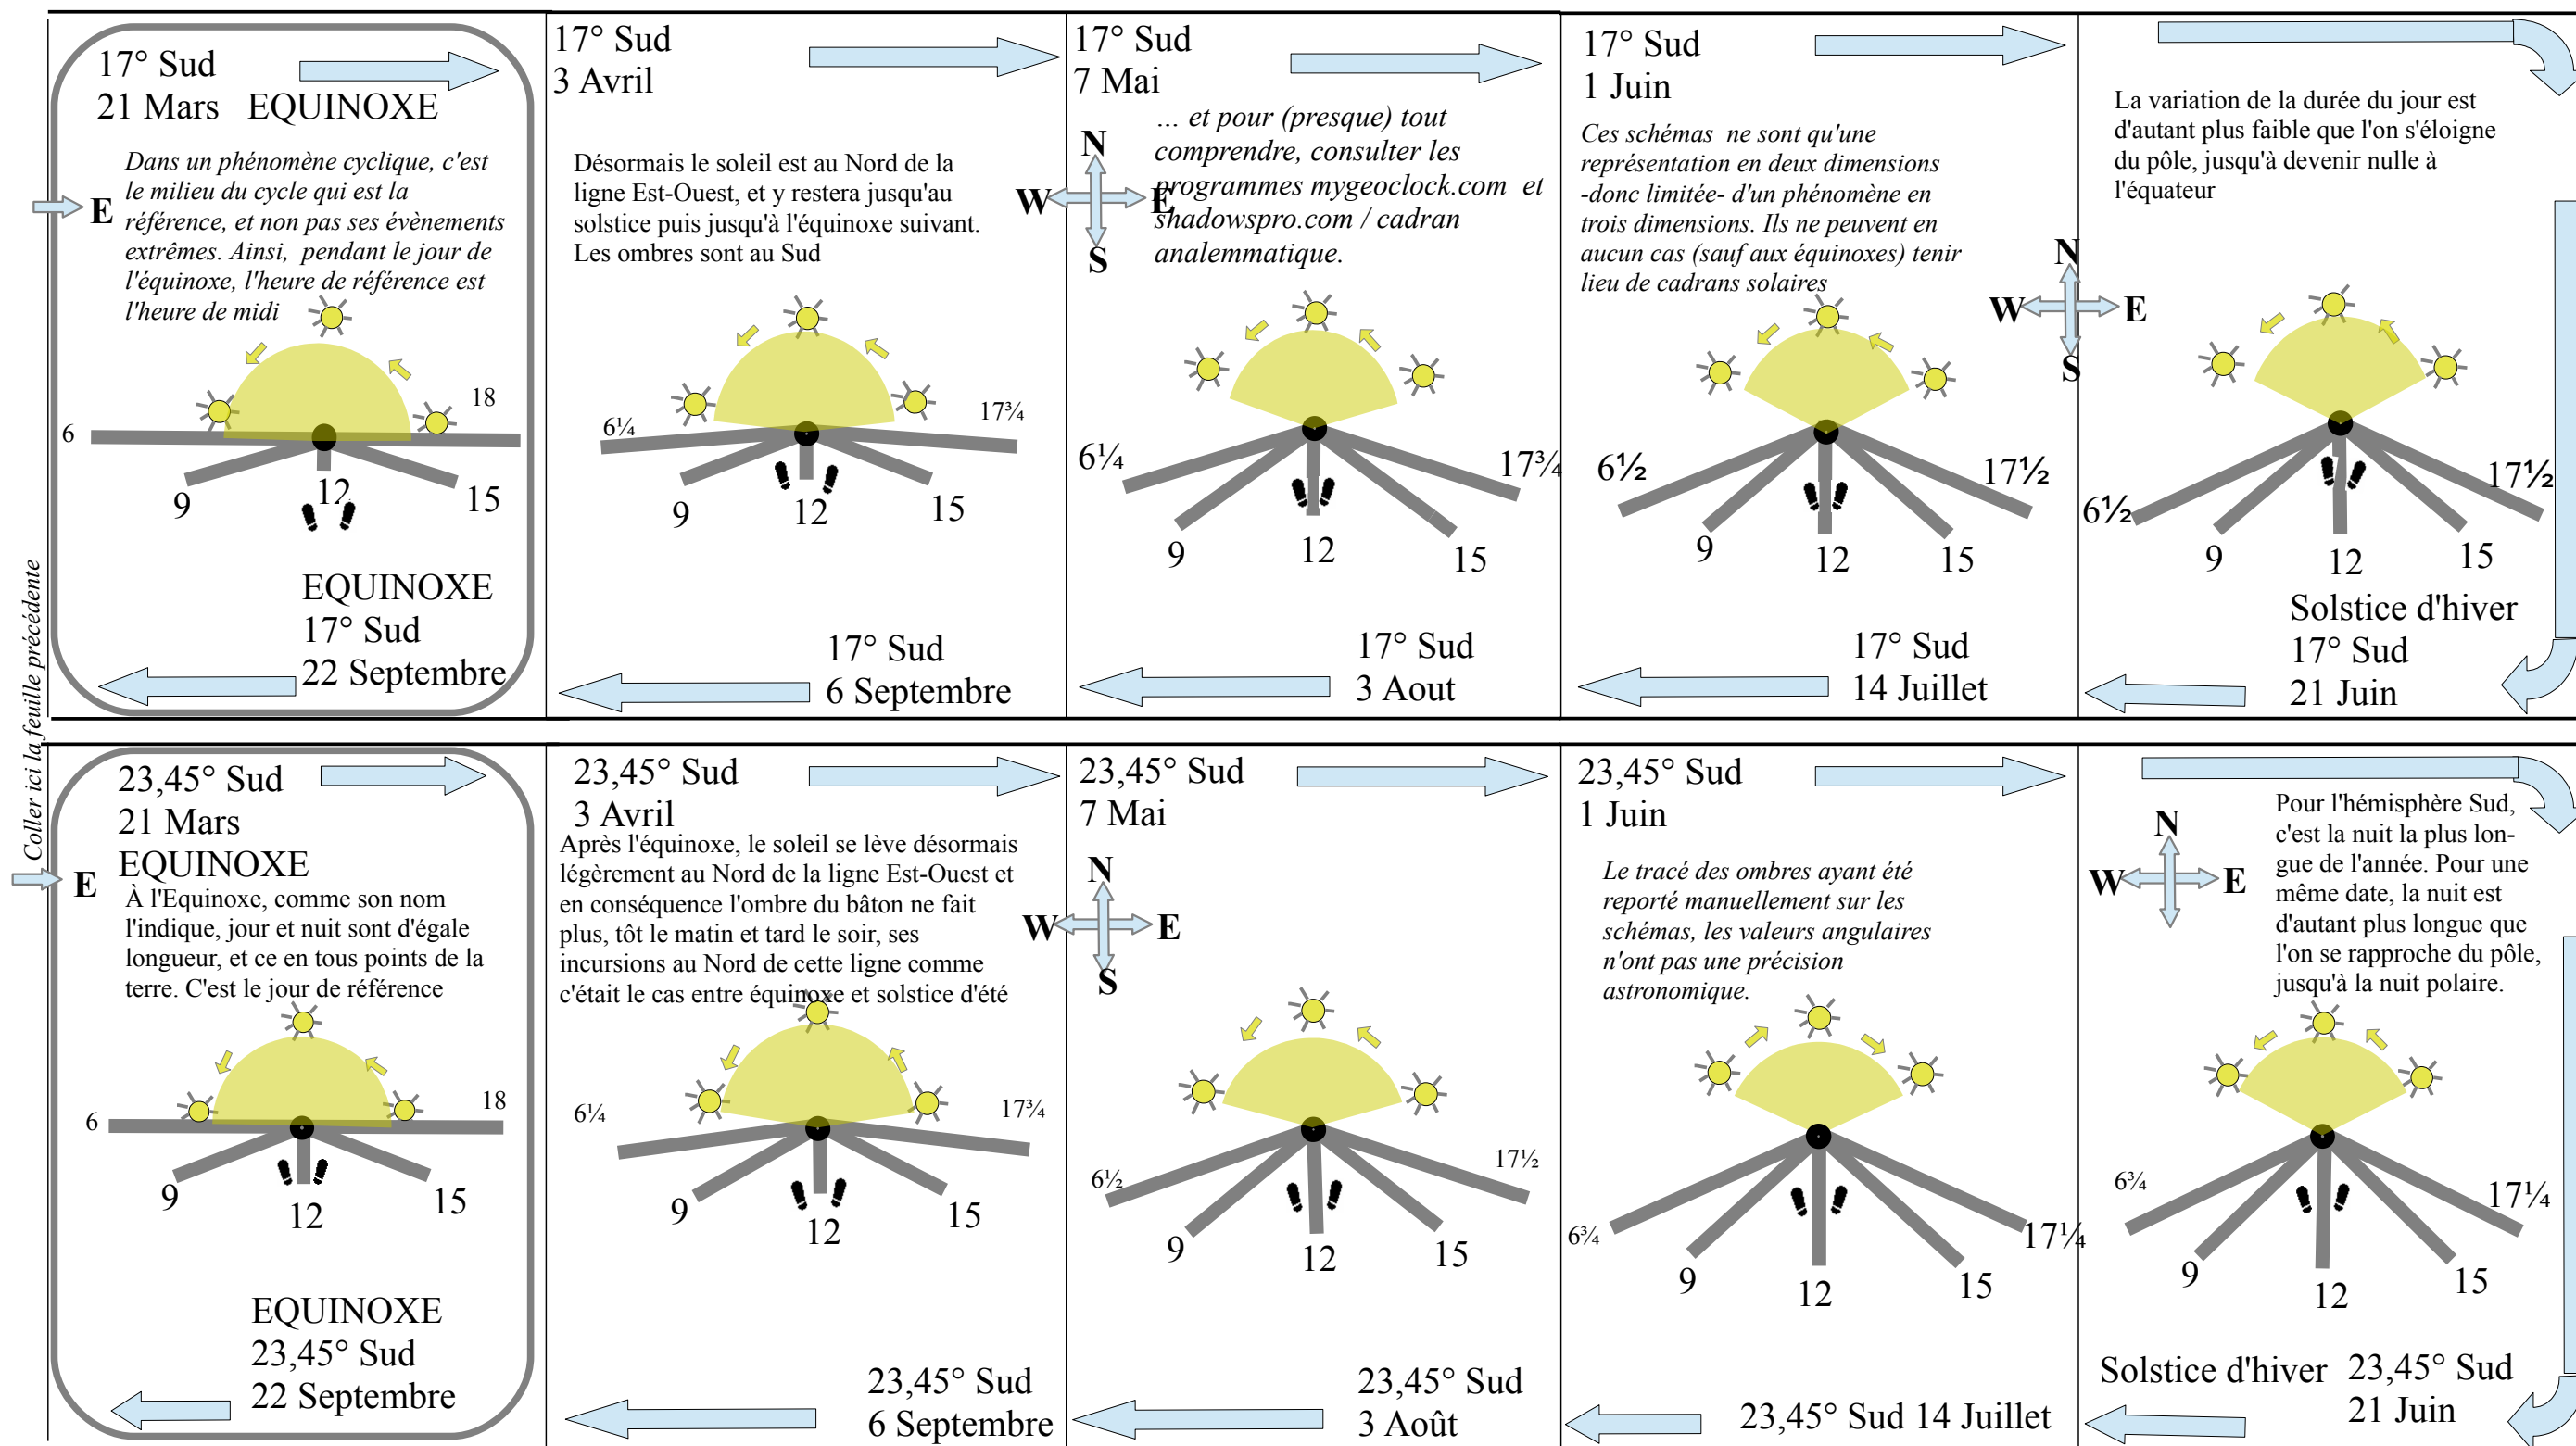 Coller ici la feuille précédente
17° Sud
21 Mars EQUINOXE
Dans un phénomène cyclique, c'est
le milieu du cycle qui est la
référence, et non pas ses évènements
extrêmes. Ainsi, pendant le jour de
l'équinoxe, l'heure de référence est
l'heure de midi
E
6
9
12
15
18
EQUINOXE
17° Sud
22 Septembre
17° Sud
3 Avril
Désormais le soleil est au Nord de la
ligne Est-Ouest, et y restera jusqu'au
solstice puis jusqu'à l'équinoxe suivant.
Les ombres sont au Sud
6¼
9
12
15
17¾
17° Sud
6 Septembre
17° Sud
7 Mai
... et pour (presque) tout
comprendre, consulter les
programmes mygeoclock.com et
shadowspro.com / cadran
analemmatique.
N
W
E
S
6¼
9
12
15
17¾
17° Sud
3 Aout
17° Sud
1 Juin
Ces schémas ne sont qu'une
représentation en deux dimensions
-donc limitée- d'un phénomène en
trois dimensions. Ils ne peuvent en
aucun cas (sauf aux équinoxes) tenir
lieu de cadrans solaires
N
W
E
S
6½
9
12
15
17½
17° Sud
14 Juillet
La variation de la durée du jour est
d'autant plus faible que l'on s'éloigne
du pôle, jusqu'à devenir nulle à
l'équateur
6½
9
12
15
17½
Solstice d'hiver
17° Sud
21 Juin
23,45° Sud
21 Mars
EQUINOXE
À l'Equinoxe, comme son nom
l'indique, jour et nuit sont d'égale
longueur, et ce en tous points de la
terre. C'est le jour de référence
E
6
9
12
15
18
EQUINOXE
23,45° Sud
22 Septembre
23,45° Sud
3 Avril
Après l'équinoxe, le soleil se lève désormais
légèrement au Nord de la ligne Est-Ouest et
en conséquence l'ombre du bâton ne fait
plus, tôt le matin et tard le soir, ses
incursions au Nord de cette ligne comme
c'était le cas entre équinoxe et solstice d'été
6¼
9
12
15
17¾
23,45° Sud
6 Septembre
23,45° Sud
7 Mai
N
W
E
S
6½
9
12
15
17½
23,45° Sud
3 Août
23,45° Sud
1 Juin
Le tracé des ombres ayant été
reporté manuellement sur les
schémas, les valeurs angulaires
n'ont pas une précision
astronomique.
6¾
9
12
15
17¼
23,45° Sud 14 Juillet
N
W
E
Pour l'hémisphère Sud,
c'est la nuit la plus lon-
gue de l'année. Pour une
même date, la nuit est
d'autant plus longue que
l'on se rapproche du pôle,
jusqu'à la nuit polaire.
6¾
9
12
15
17¼
Solstice d'hiver 23,45° Sud
21 Juin